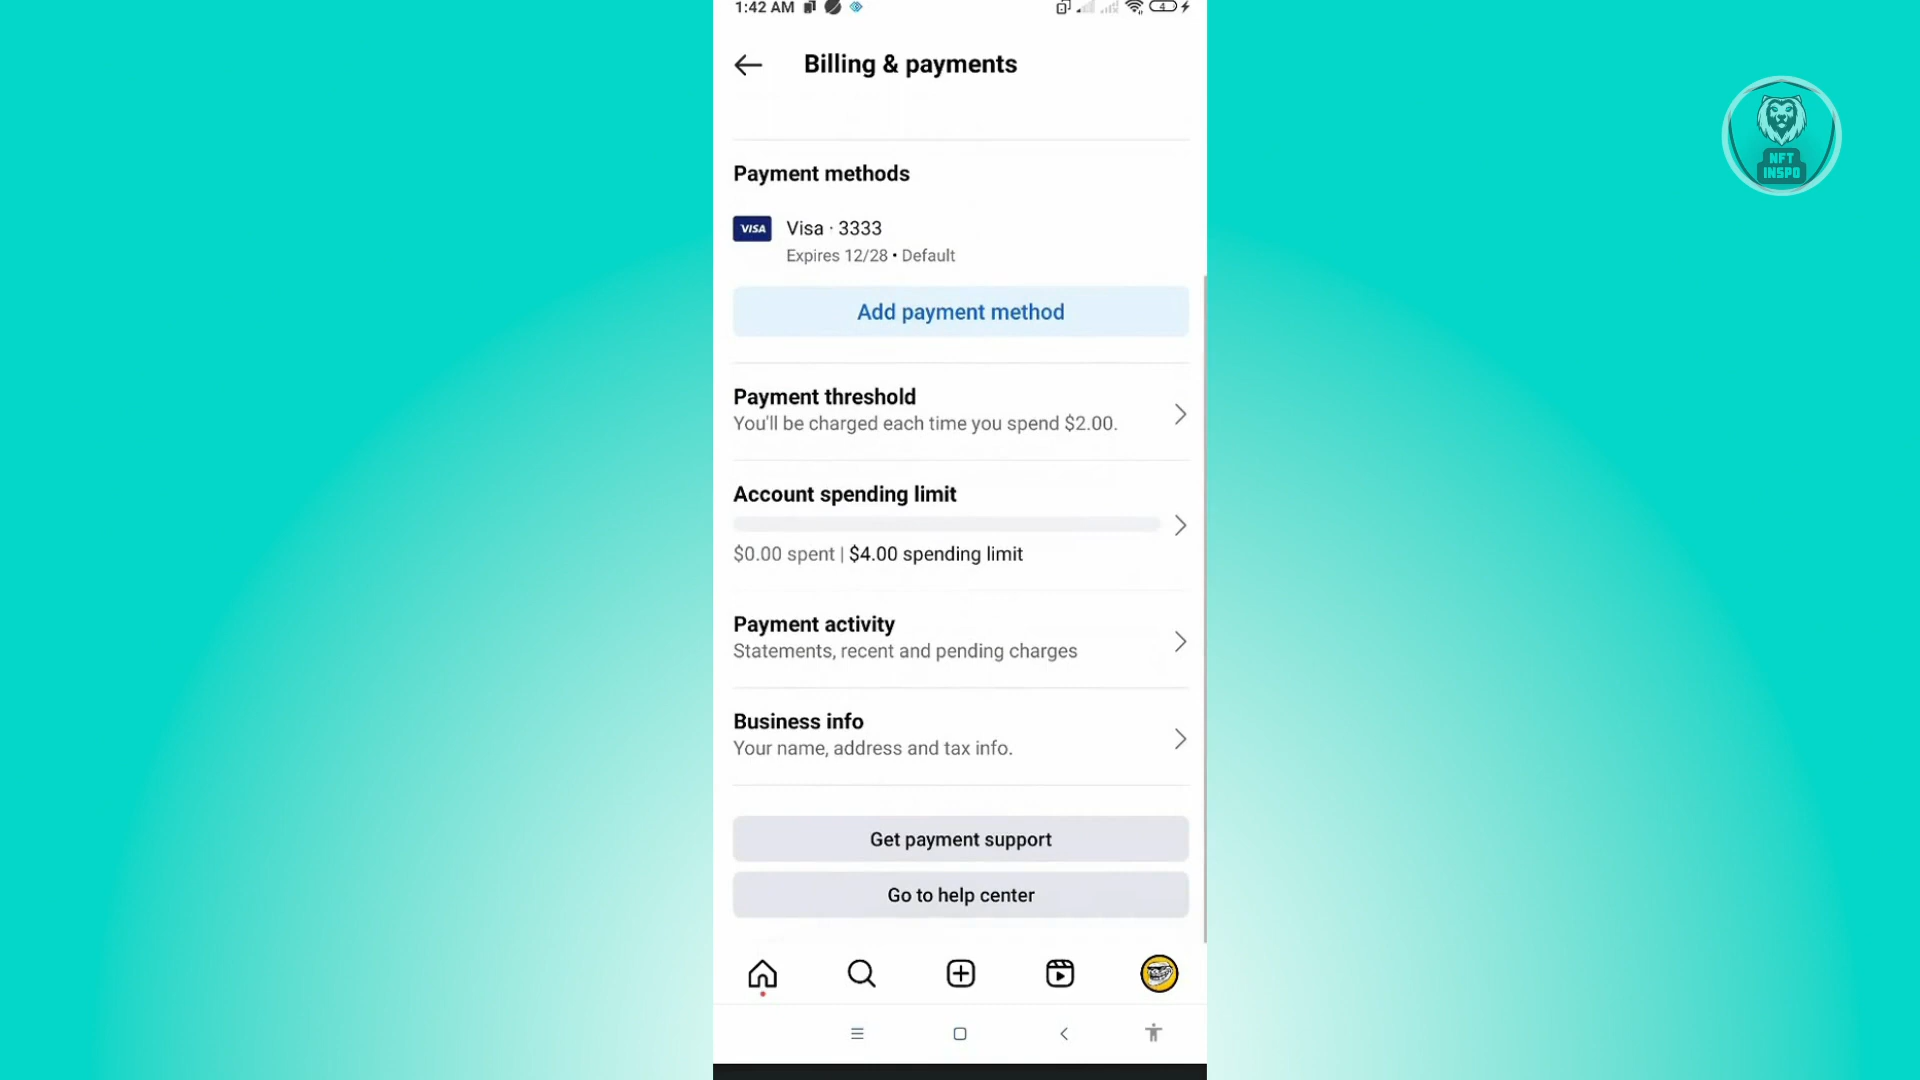 1:42 AM
4
Billing & payments
NFT
INSPO
Payment methods
VISA
Visa · 3333
Expires 12/28 • Default
Add payment method
Payment threshold
You'll be charged each time you spend $2.00.
Account spending limit
$0.00 spent | $4.00 spending limit
Payment activity
Statements, recent and pending charges
Business info
Your name, address and tax info.
Get payment support
Go to help center